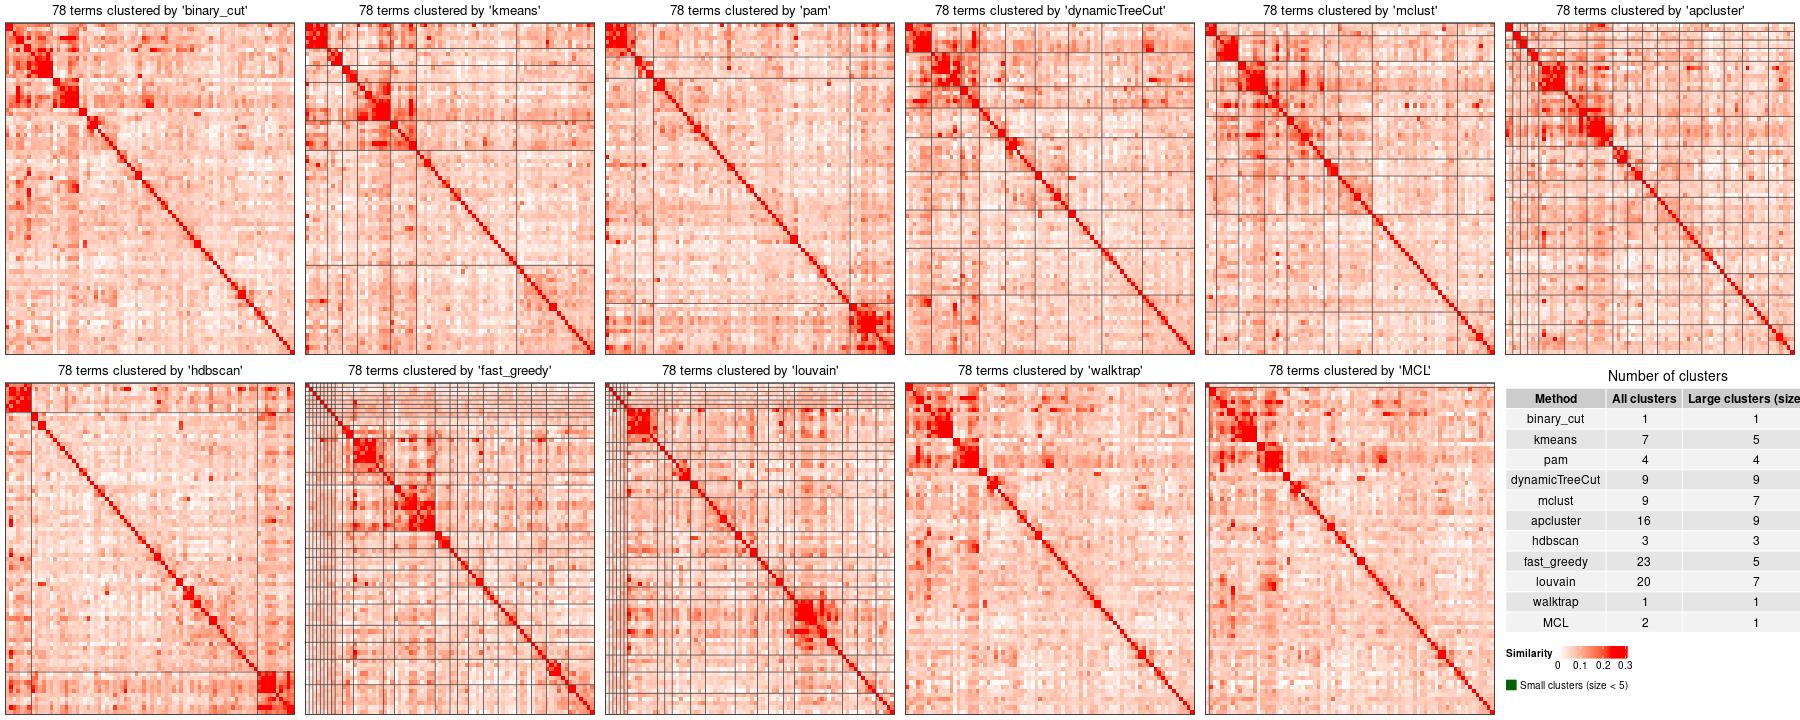 78 terms clustered by 'binary_cut'
78 terms clustered by 'kmeans'
78 terms clustered by 'pam'
78 terms clustered by 'dynamicTreeCut'
78 terms clustered by 'mclust'
78 terms clustered by 'apcluster'
78 terms clustered by 'hdbscan'
78 terms clustered by 'fast_greedy'
78 terms clustered by 'louvain'
78 terms clustered by 'walktrap'
78 terms clustered by 'MCL'
Number of clusters
Method All clusters Large clusters (size
binary_cut 1 1
kmeans 7 5
pam 4 4
dynamicTreeCut 9 9
mclust 9 7
apcluster 16 9
hdbscan 3 3
fast_greedy 23 5
louvain 20 7
walktrap 1 1
MCL 2 1
Similarity
0 0.1 0.2 0.3
Small clusters (size < 5)